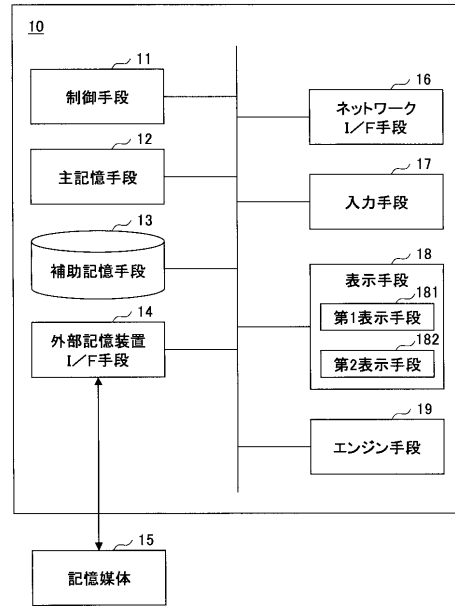 10
11
制御手段
12
主記憶手段
13
補助記憶手段
14
外部記憶装置
I/F手段
15
記憶媒体
16
ネットワーク
I/F手段
17
入力手段
18
表示手段
181
第1表示手段
182
第2表示手段
19
エンジン手段